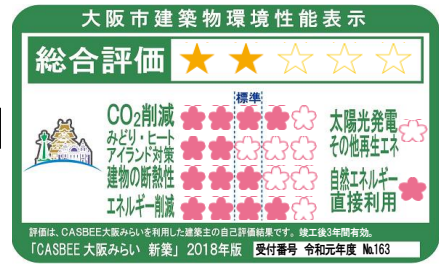 大阪市建築物環境性能表示
総合評価
標準
CO₂削減
みどり・ヒート
アイランド対策
建物の断熱性
エネルギー削減
太陽光発電
その他再生エネ
自然エネルギー
直接利用
評価は、CASBEE大阪みらいを利用した建築主の自己評価結果です。竣工後3年間有効。
「CASBEE大阪みらい 新築」2018年版 受付番号 令和元年度 №163